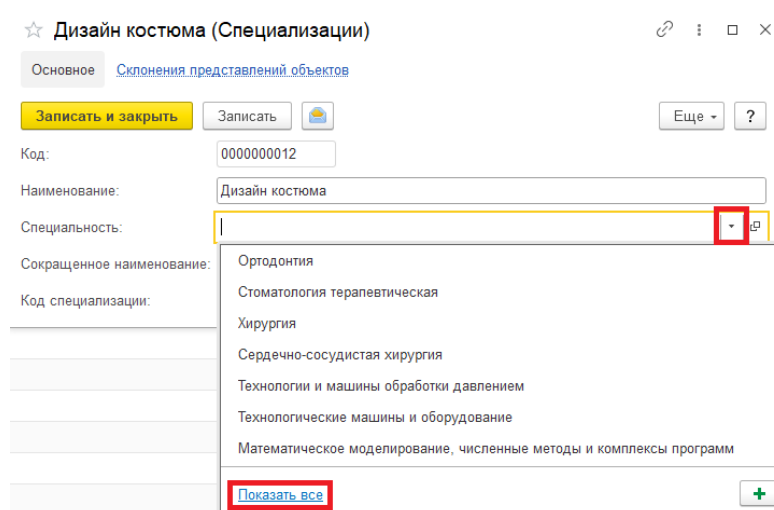 Дизайн костюма (Специализации)
Основное Склонения представлений объектов
Записать и закрыть Записать Еще ?
Код: 0000000012
Наименование: Дизайн костюма
Специальность:
Сокращенное наименование:
Код специализации:
Ортодонтия
Стоматология терапевтическая
Хирургия
Сердечно-сосудистая хирургия
Технологии и машины обработки давлением
Технологические машины и оборудование
Математическое моделирование, численные методы и комплексы программ
Показать все